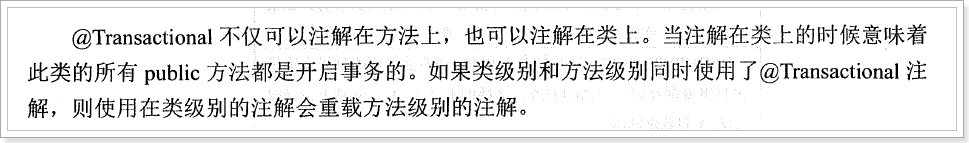 @Transactional 不仅可以注解在方法上，也可以注解在类上。当注解在类上的时候意味着
此类的所有 public 方法都是开启事务的。如果类级别和方法级别同时使用了@Transactional 注
解，则使用在类级别的注解会重载方法级别的注解。